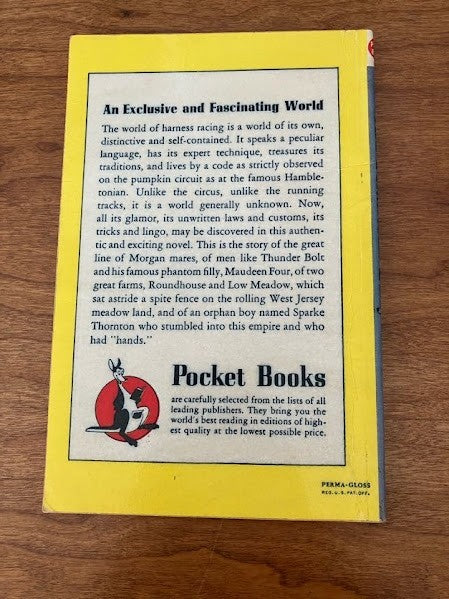 An Exclusive and Fascinating World
The world of harness racing is a world of its own,
distinctive and self-contained. It speaks a peculiar
language, has its expert technique, treasures its
traditions, and lives by a code as strictly observed
on the pumpkin circuit as at the famous Hamble-
tonian. Unlike the circus, unlike the running
tracks, it is a world generally unknown. Now,
all its glamor, its unwritten laws and customs, its
tricks and lingo, may be discovered in this authen-
tic and exciting novel. This is the story of the great
line of Morgan mares, of men like Thunder Bolt
and his famous phantom filly, Maudeen Four, of two
great farms, Roundhouse and Low Meadow, which
sat astride a spite fence on the rolling West Jersey
meadow land, and of an orphan boy named Sparke
Thornton who stumbled into this empire and who
had "hands."
Pocket Books
are carefully selected from the lists of all
leading publishers. They bring you the
world's best reading in editions of high-
est quality at the lowest possible price.
PERMA-GLOSS
REG. U. S. PAT. OFF.